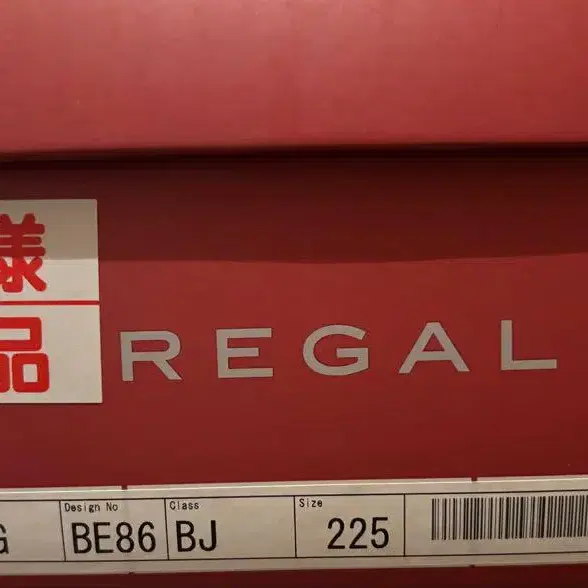 様
品
REGAL
Design No Class Size
G BE86 BJ 225